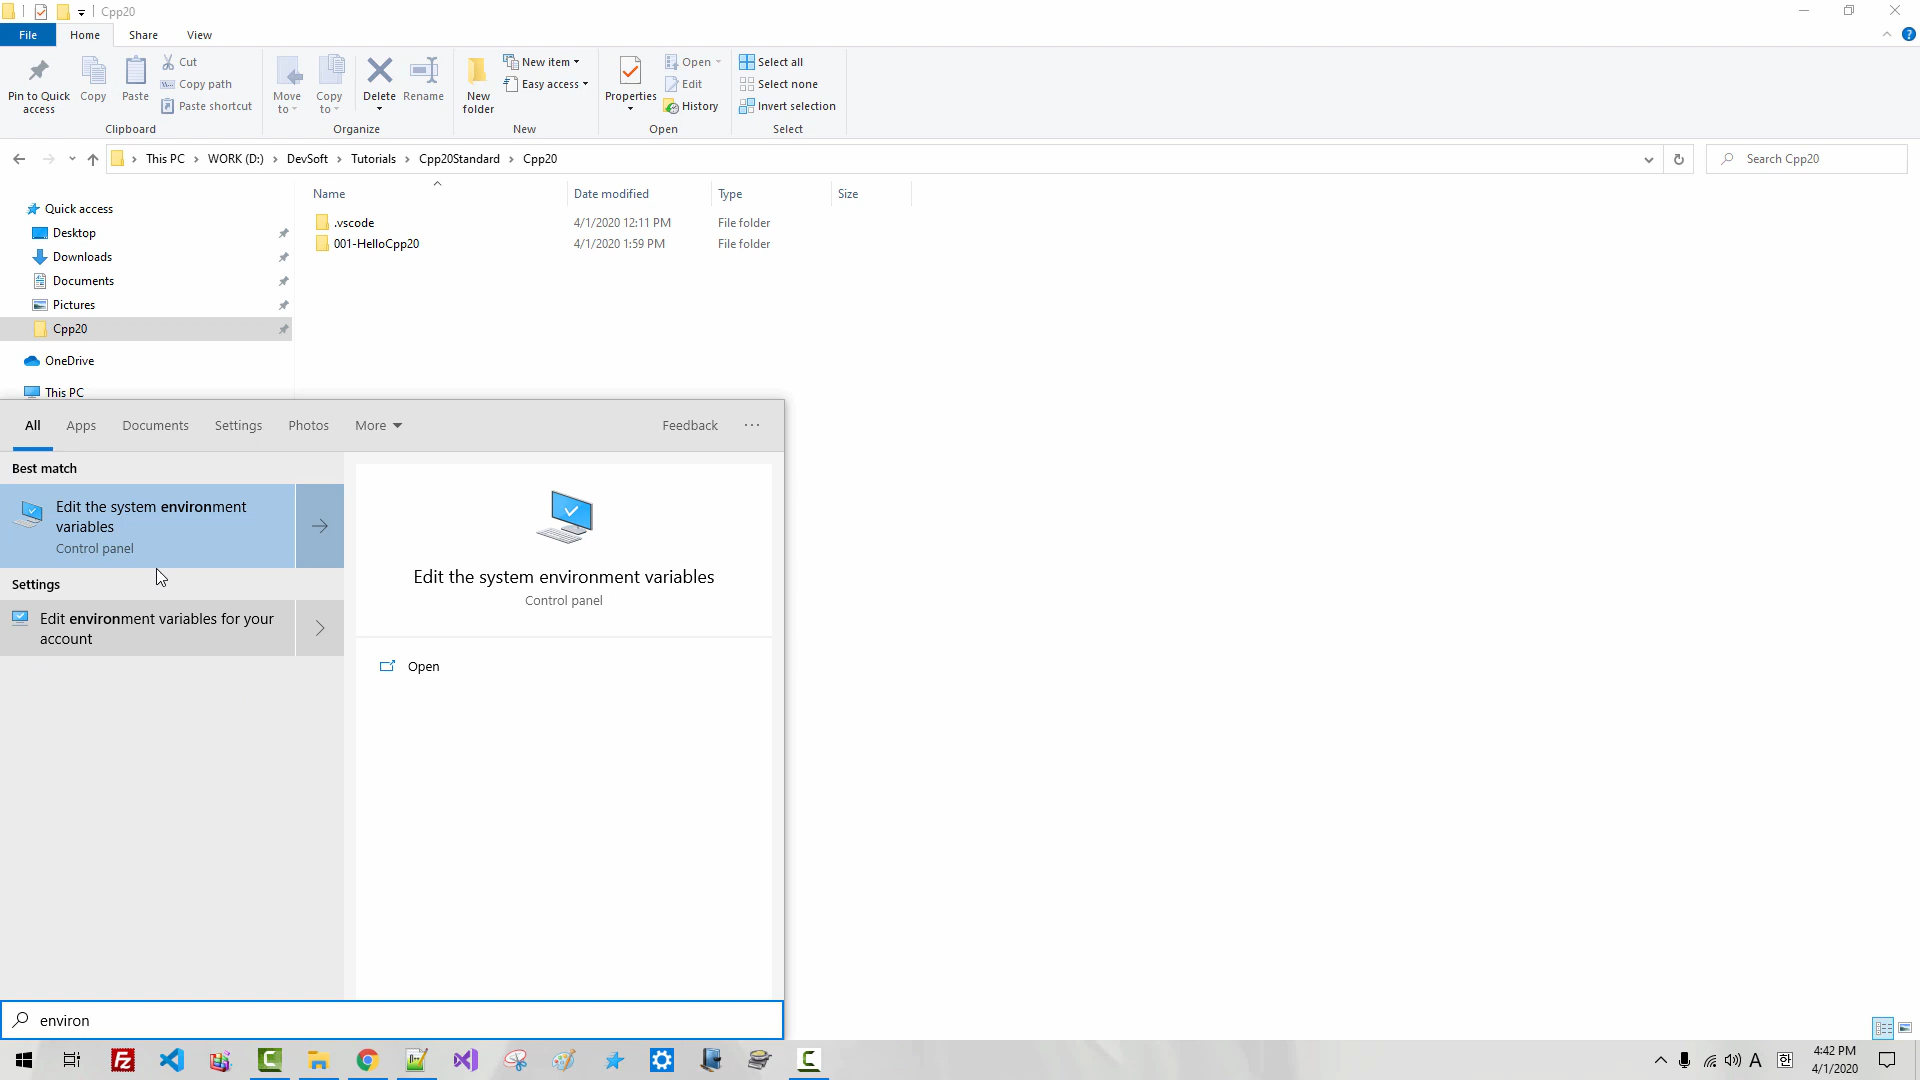 Cpp20
File Home Share View
Pin to Quick access
Copy
Paste
Cut
Copy path
Paste shortcut
Clipboard
Move to
Copy to
Delete
Rename
Organize
New folder
New item
Easy access
New
Properties
Open
Edit
History
Open
Select all
Select none
Invert selection
Select
This PC WORK (D:) DevSoft Tutorials Cpp20Standard Cpp20
Search Cpp20
Name Date modified Type Size
.vscode 4/1/2020 12:11 PM File folder
001-HelloCpp20 4/1/2020 1:59 PM File folder
Quick access
Desktop
Downloads
Documents
Pictures
Cpp20
OneDrive
This PC
All Apps Documents Settings Photos More Feedback ...
Best match
Edit the system environment
variables
Control panel
Settings
Edit environment variables for your
account
Edit the system environment variables
Control panel
Open
environ
A 한
4:42 PM
4/1/2020